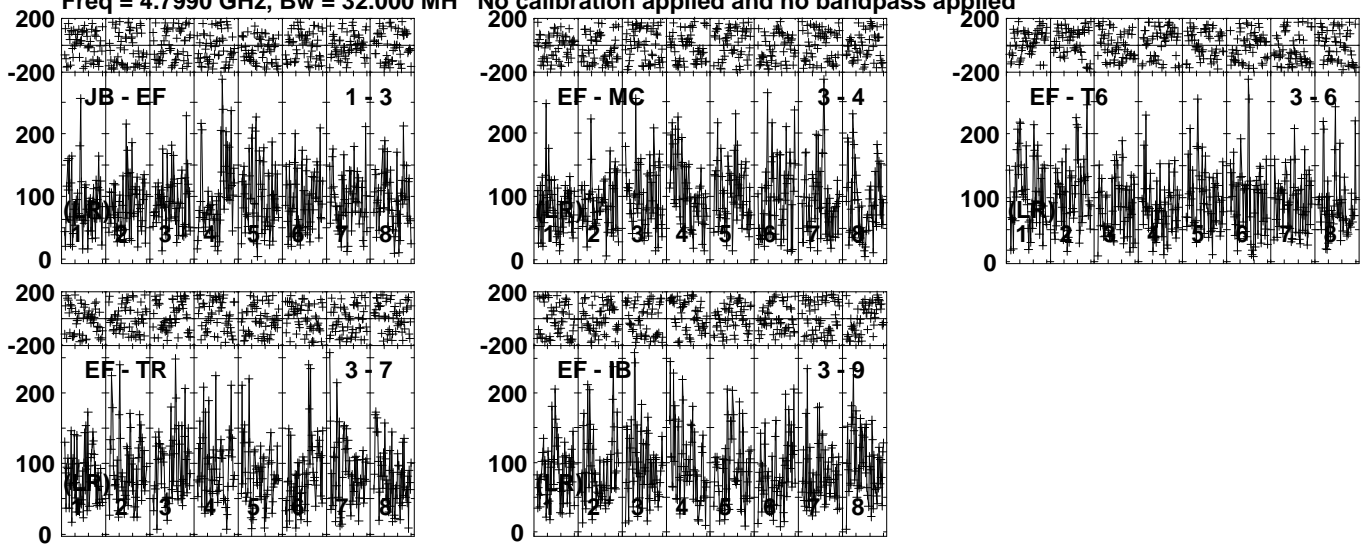 Freq = 4.7990 GHz, Bw = 32.000 MH No calibration applied and no bandpass applied
200
-200
JB - EF 1 - 3
200
100
0
(LR)
1 2 3 4 5 6 7 8
200
-200
EF - MC 3 - 4
200
100
0
(LR)
1 2 3 4 5 6 7 8
200
-200
EF - T6 3 - 6
200
100
0
(LR)
1 2 3 4 5 6 7 8
200
-200
EF - TR 3 - 7
200
100
0
(LR)
1 2 3 4 5 6 7 8
200
-200
EF - IB 3 - 9
200
100
0
(LR)
1 2 3 4 5 6 7 8